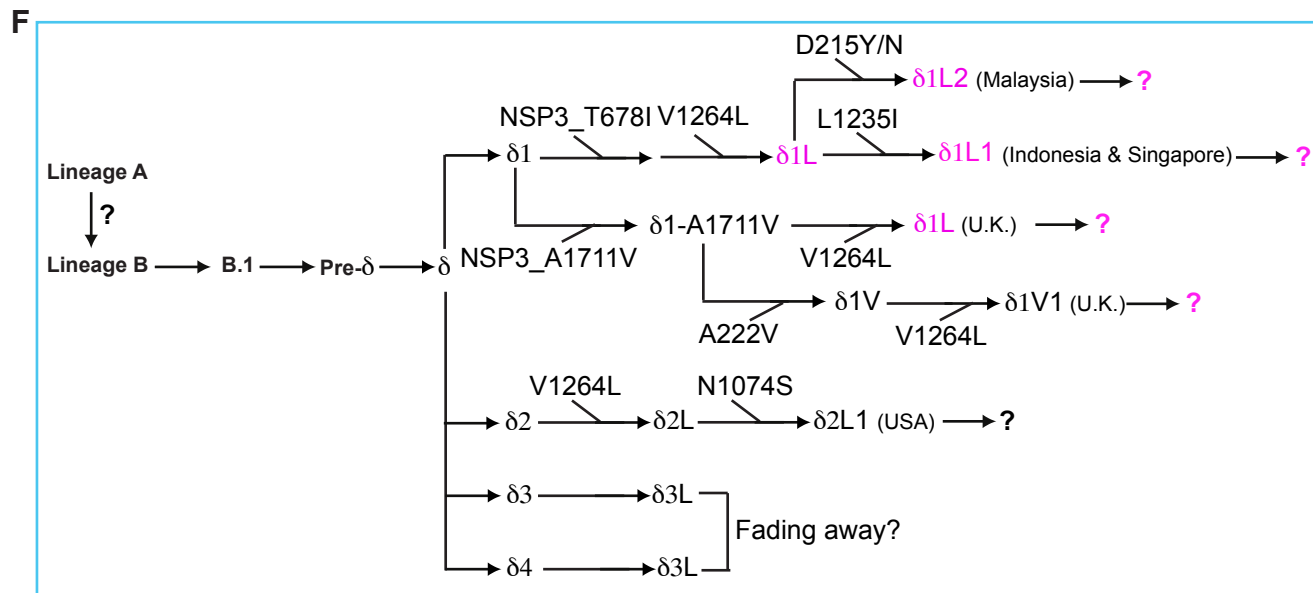 F
D215Y/N
δ1L2 (Malaysia) ?
NSP3_T678I V1264L L1235I
δ1 δ1L δ1L1 (Indonesia & Singapore) ?
Lineage A
?
δ1-A1711V δ1L (U.K.) ?
NSP3_A1711V V1264L
Lineage B B.1 Pre-δ δ
δ1V δ1V1 (U.K.) ?
A222V V1264L
V1264L N1074S
δ2 δ2L δ2L1 (USA) ?
δ3 δ3L
Fading away?
δ4 δ3L